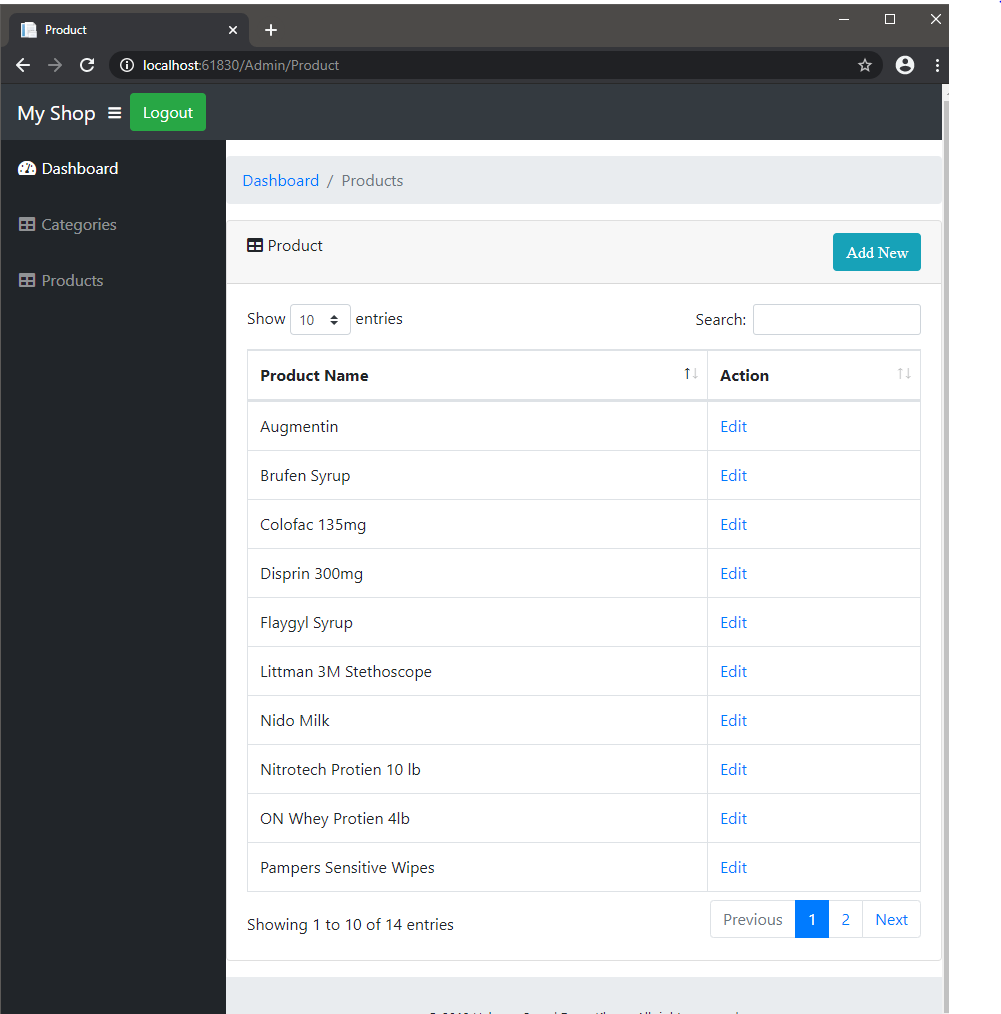 Product
localhost:61830/Admin/Product
My Shop Logout
Dashboard
Categories
Products
Dashboard / Products
Product Add New
Show 10 entries Search:
Product Name Action
Augmentin Edit
Brufen Syrup Edit
Colofac 135mg Edit
Disprin 300mg Edit
Flaygyl Syrup Edit
Littman 3M Stethoscope Edit
Nido Milk Edit
Nitrotech Protien 10 lb Edit
ON Whey Protien 4lb Edit
Pampers Sensitive Wipes Edit
Showing 1 to 10 of 14 entries Previous 1 2 Next